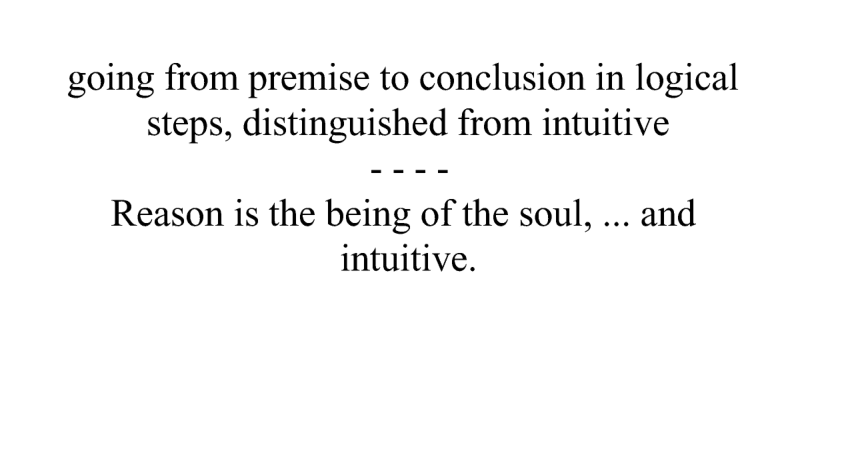 going from premise to conclusion in logical
steps, distinguished from intuitive
- - - -
Reason is the being of the soul, ... and
intuitive.